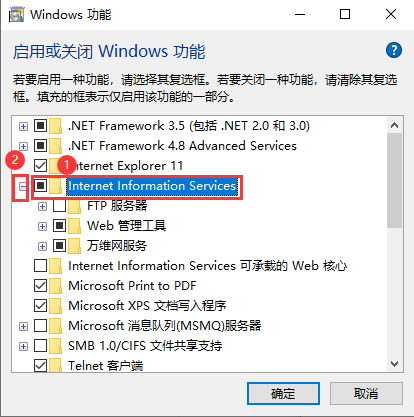 Windows 功能
启用或关闭 Windows 功能
若要启用一种功能，请选择其复选框。若要关闭一种功能，请清除其复选
框。填充的框表示仅启用该功能的一部分。
.NET Framework 3.5 (包括 .NET 2.0 和 3.0)
.NET Framework 4.8 Advanced Services
2
1
Internet Explorer 11
Internet Information Services
FTP 服务器
Web 管理工具
万维网服务
Internet Information Services 可承载的 Web 核心
Microsoft Print to PDF
Microsoft XPS 文档写入程序
Microsoft 消息队列(MSMQ)服务器
SMB 1.0/CIFS 文件共享支持
Telnet 客户端
确定
取消